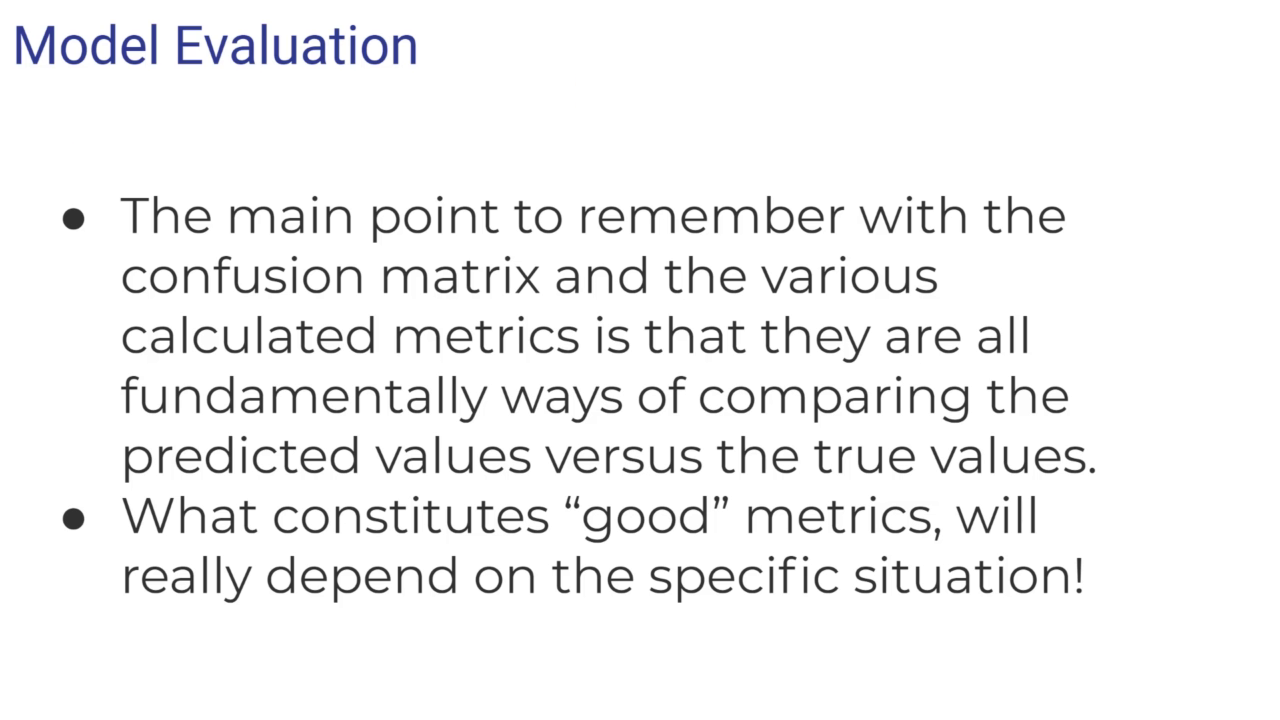 Model Evaluation
● The main point to remember with the
confusion matrix and the various
calculated metrics is that they are all
fundamentally ways of comparing the
predicted values versus the true values.
● What constitutes “good” metrics, will
really depend on the specific situation!